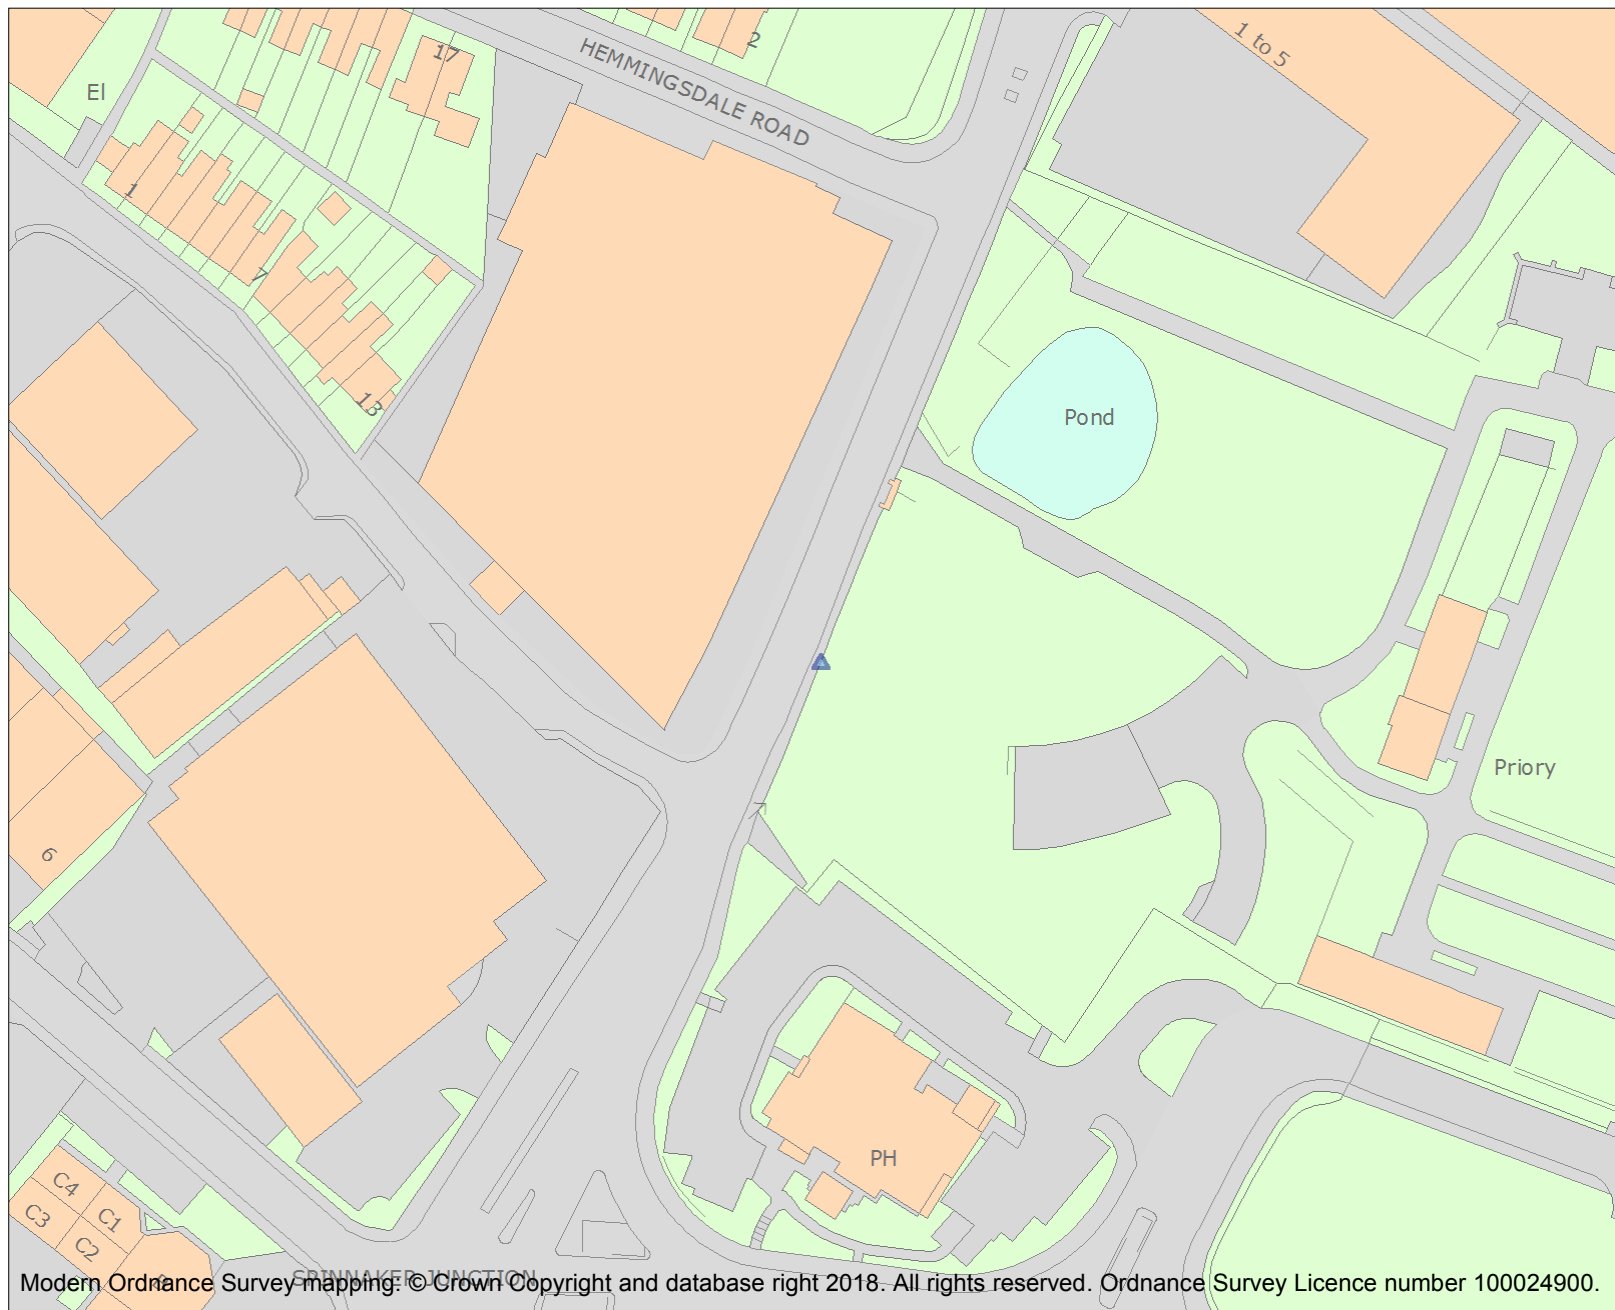 17
2
1 to 5
HEMMINGSDALE ROAD
El
1
7
13
Pond
Priory
6
PH
C4
C3
C1
C2
SPINNAKER JUNCTION
Modern Ordnance Survey mapping: © Crown Copyright and database right 2018. All rights reserved. Ordnance Survey Licence number 100024900.